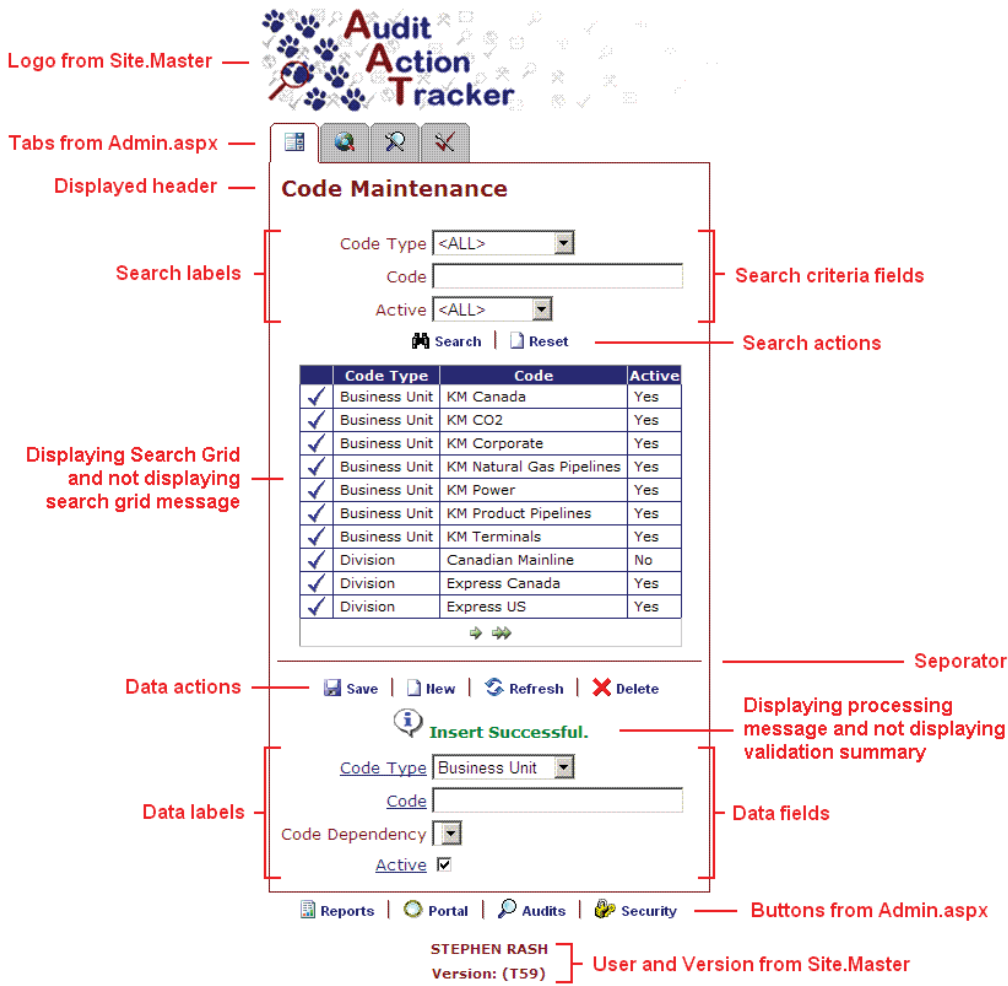 Audit
Action
Tracker
Logo from Site.Master
Tabs from Admin.aspx
Displayed header
Code Maintenance
Search labels
Code Type <ALL>
Code
Active <ALL>
Search criteria fields
Search | Reset
Search actions
Code Type Code Active
Business Unit KM Canada Yes
Business Unit KM CO2 Yes
Business Unit KM Corporate Yes
Business Unit KM Natural Gas Pipelines Yes
Business Unit KM Power Yes
Business Unit KM Product Pipelines Yes
Business Unit KM Terminals Yes
Division Canadian Mainline No
Division Express Canada Yes
Division Express US Yes
Displaying Search Grid
and not displaying
search grid message
Seporator
Data actions
Save | New | Refresh | Delete
Insert Successful.
Displaying processing
message and not displaying
validation summary
Data labels
Code Type Business Unit
Code
Code Dependency
Active
Data fields
Reports | Portal | Audits | Security
Buttons from Admin.aspx
STEPHEN RASH
Version: (T59)
User and Version from Site.Master